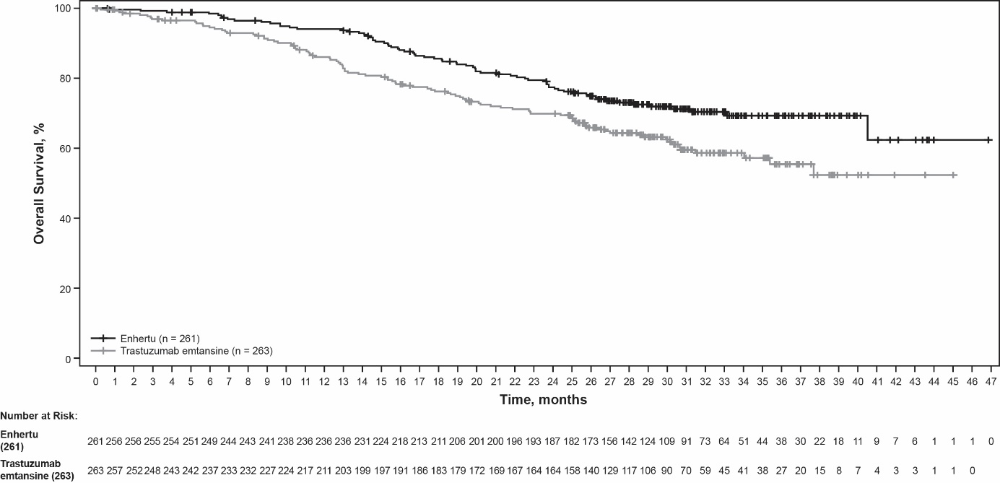 Overall Survival, %
100
80
60
40
20
0
Enhertu (n = 261)
Trastuzumab emtansine (n = 263)
0 1 2 3 4 5 6 7 8 9 10 11 12 13 14 15 16 17 18 19 20 21 22 23 24 25 26 27 28 29 30 31 32 33 34 35 36 37 38 39 40 41 42 43 44 45 46 47
Time, months
Number at Risk:
Enhertu
(261)
261 256 256 255 254 251 249 244 243 241 238 236 236 236 231 224 218 213 211 206 201 200 196 193 187 182 173 156 142 124 109 91 73 64 51 44 38 30 22 18 11 9 7 6 1 1 1 0
Trastuzumab
emtansine (263)
263 257 252 248 243 242 237 233 232 227 224 217 211 203 199 197 191 186 183 179 172 169 167 164 164 158 140 129 117 106 90 70 59 45 41 38 27 20 15 8 7 4 3 3 1 1 0